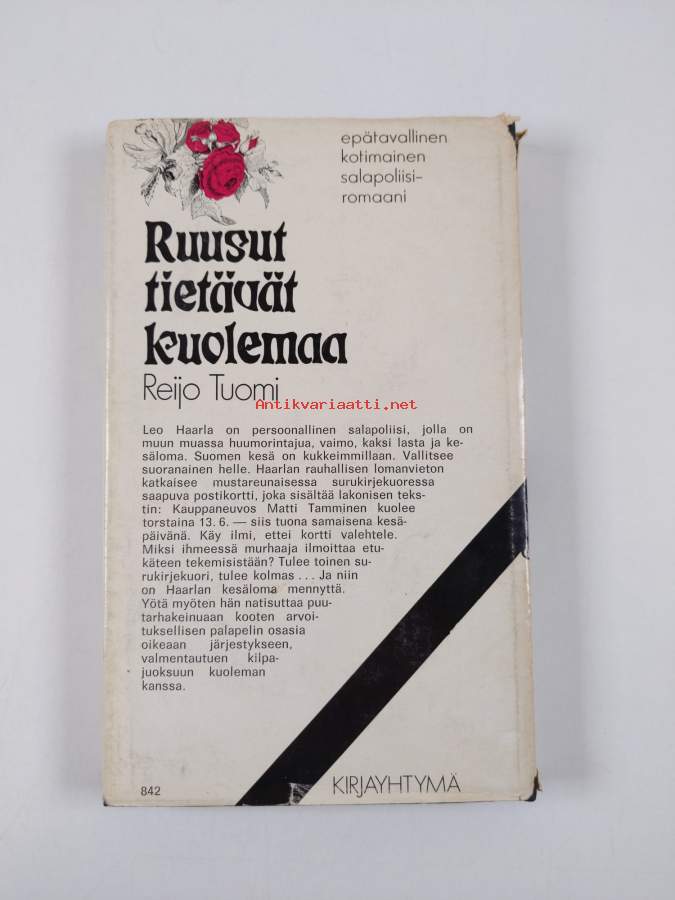 epätavallinen
kotimainen
salapoliisi-
romaani
Ruusut
tietävät
kuolemaa
Reijo Tuomi
Antikvariaatti.net
Leo Haarla on persoonallinen salapoliisi, jolla on
muun muassa huumorintajua, vaimo, kaksi lasta ja ke-
säloma. Suomen kesä on kukkeimmillaan. Vallitsee
suoranainen helle. Haarlan rauhallisen lomanvieton
katkaisee mustareunaisessa surukirjekuoressa
saapuva postikortti, joka sisältää lakonisen teks-
tin: Kauppaneuvos Matti Tamminen kuolee
torstaina 13.6. — siis tuona samaisena kesä-
päivänä. Käy ilmi, ettei kortti valehtele.
Miksi ihmeessä murhaaja ilmoittaa etu-
käteen tekemisistään? Tulee toinen su-
rukirjekuori, tulee kolmas ... Ja niin
on Haarlan kesäloma mennyttä.
Yötä myöten hän natisuttaa puu-
tarhakeinuaan kooten arvoi-
tuksellisen palapelin osasia
oikeaan järjestykseen,
valmentautuen kilpa-
juoksuun kuoleman
kanssa.
842
KIRJAYHTYMÄ